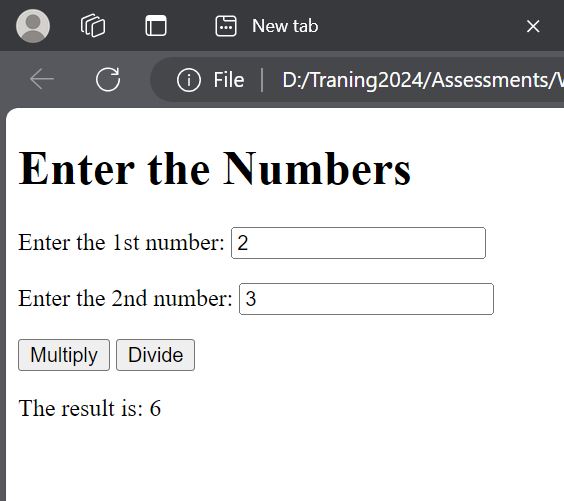 New tab
File D:/Traning2024/Assessments/
Enter the Numbers
Enter the 1st number: 2
Enter the 2nd number: 3
Multiply Divide
The result is: 6